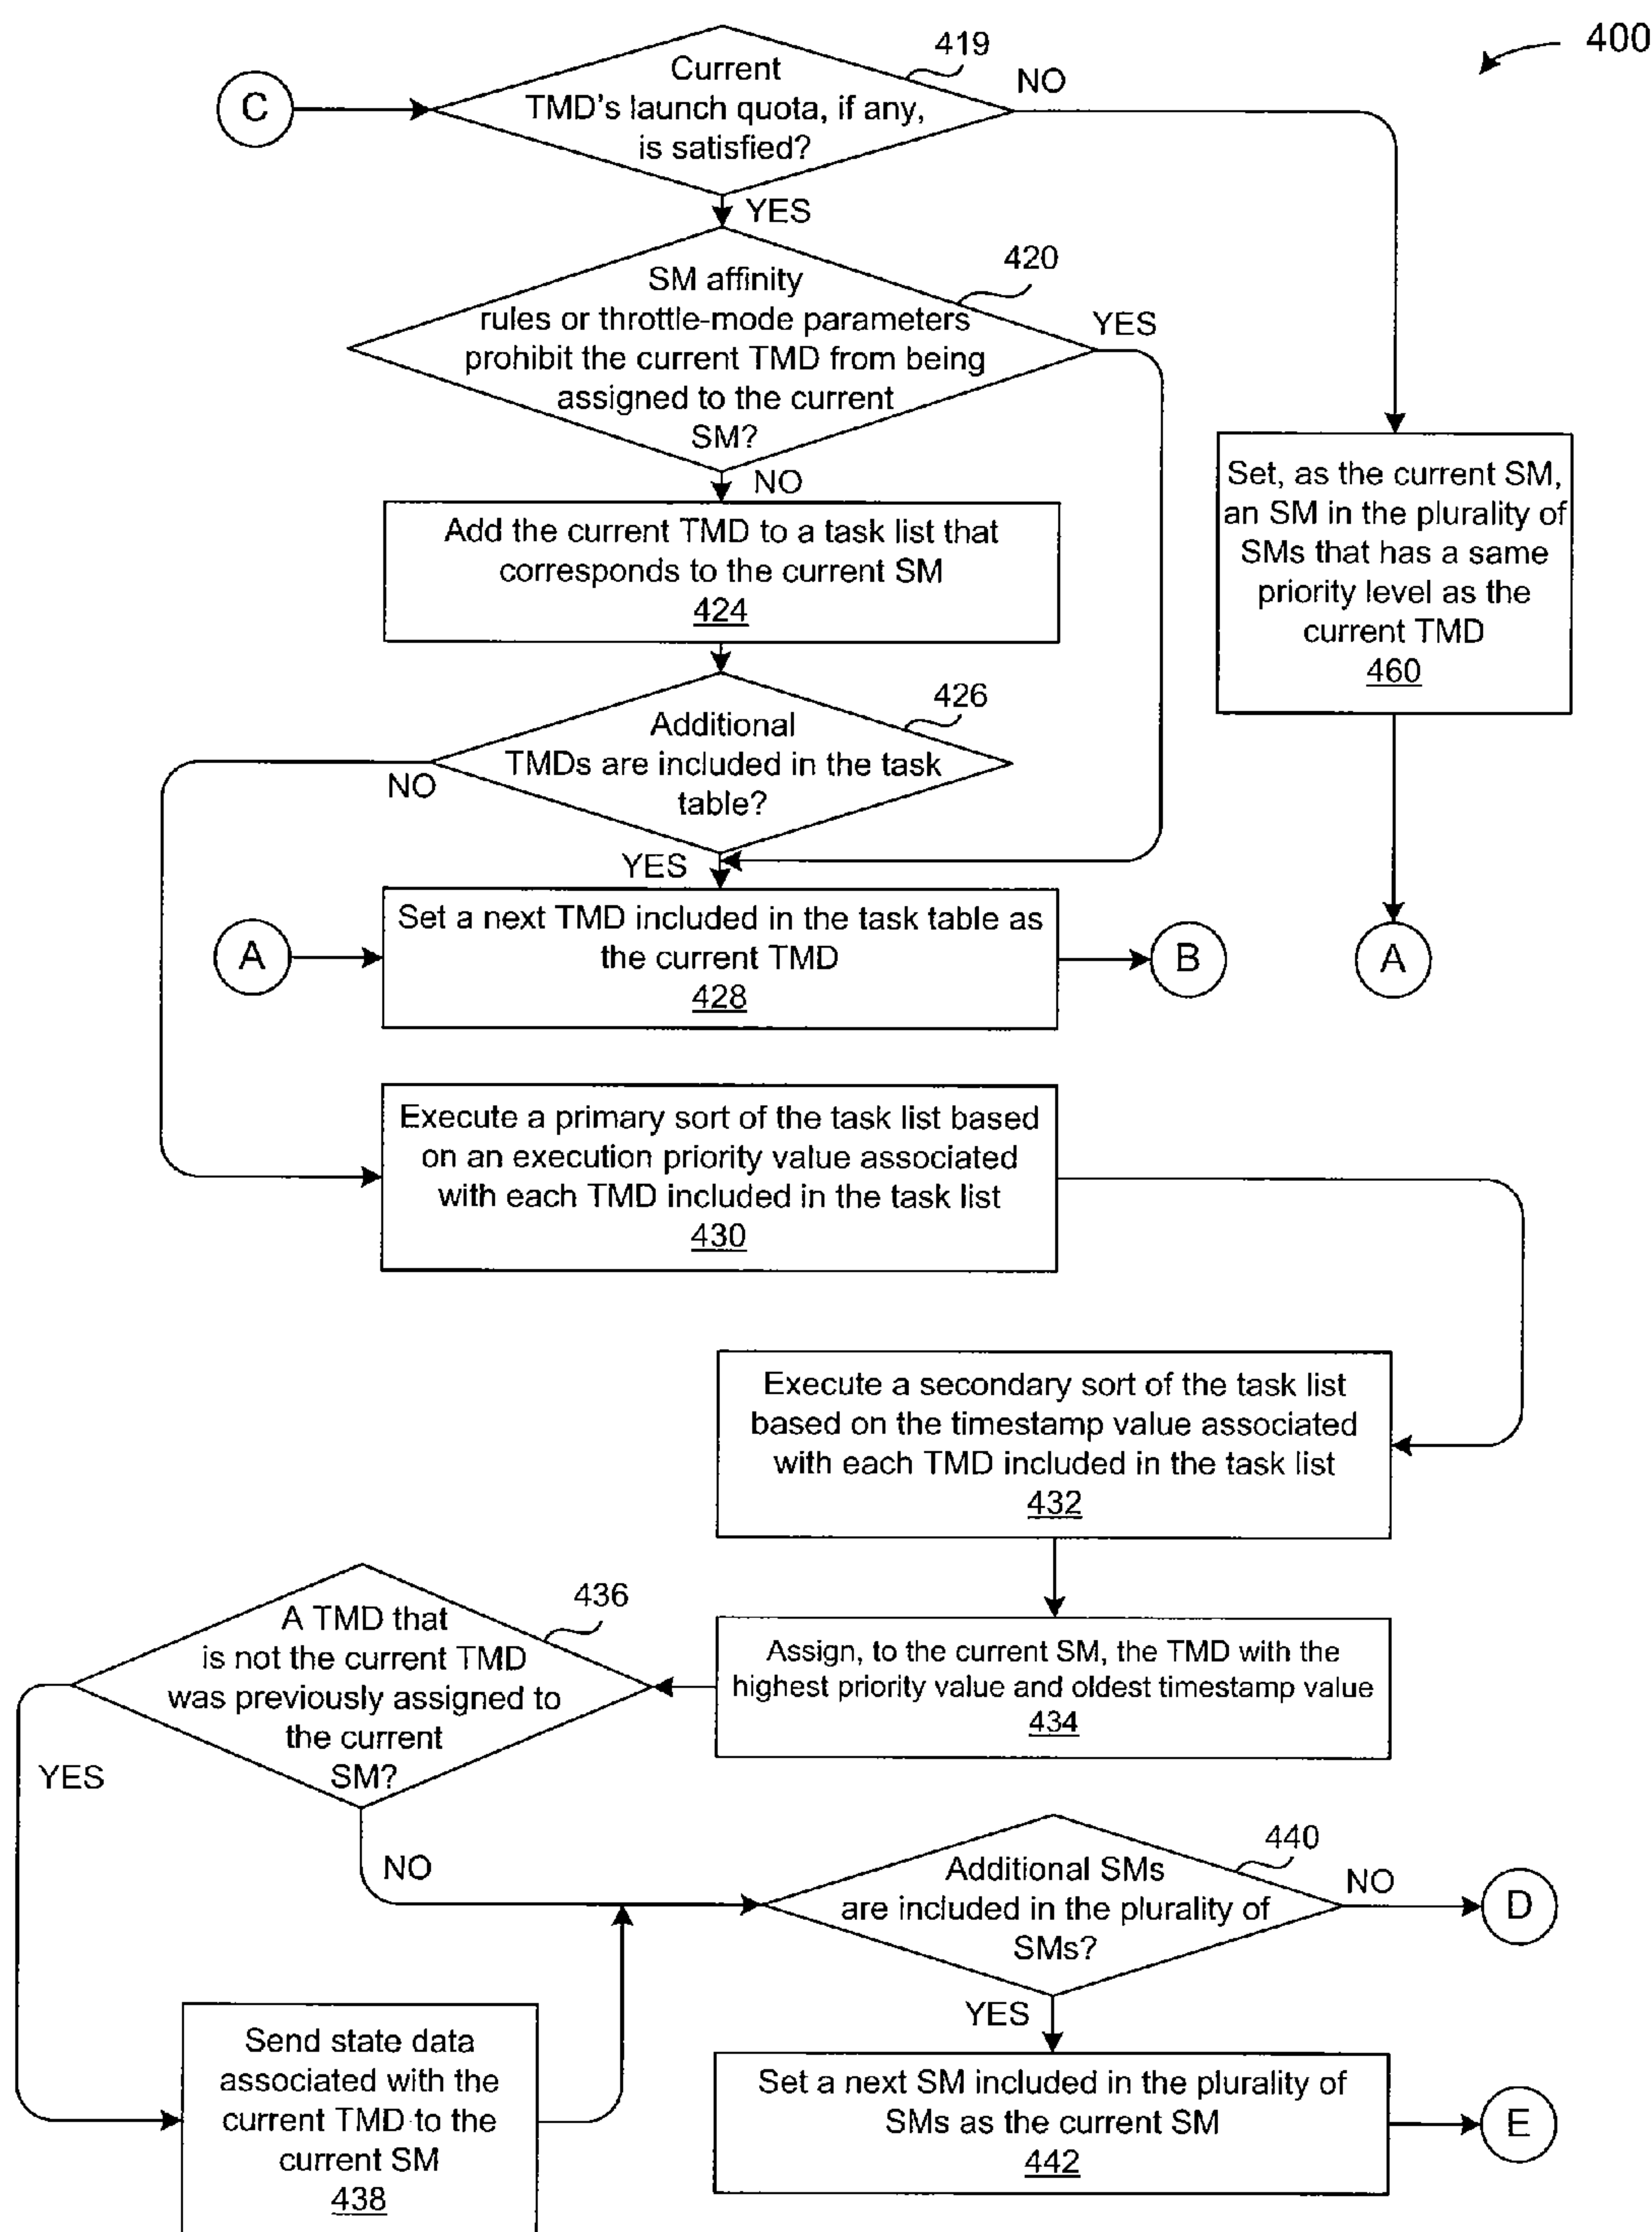 400
419
Current
TMD's launch quota, if any,
is satisfied?
C
NO
YES
420
SM affinity
rules or throttle-mode parameters
prohibit the current TMD from being
assigned to the current
SM?
YES
NO
Set, as the current SM,
an SM in the plurality of
SMs that has a same
priority level as the
current TMD
460
Add the current TMD to a task list that
corresponds to the current SM
424
426
Additional
TMDs are included in the task
table?
NO
YES
A
Set a next TMD included in the task table as
the current TMD
428
B
A
Execute a primary sort of the task list based
on an execution priority value associated
with each TMD included in the task list
430
Execute a secondary sort of the task list
based on the timestamp value associated
with each TMD included in the task list
432
Assign, to the current SM, the TMD with the
highest priority value and oldest timestamp value
434
436
A TMD that
is not the current TMD
was previously assigned to
the current
SM?
YES
NO
440
Additional SMs
are included in the plurality of
SMs?
NO
D
YES
Send state data
associated with the
current TMD to the
current SM
438
Set a next SM included in the plurality of
SMs as the current SM
442
E